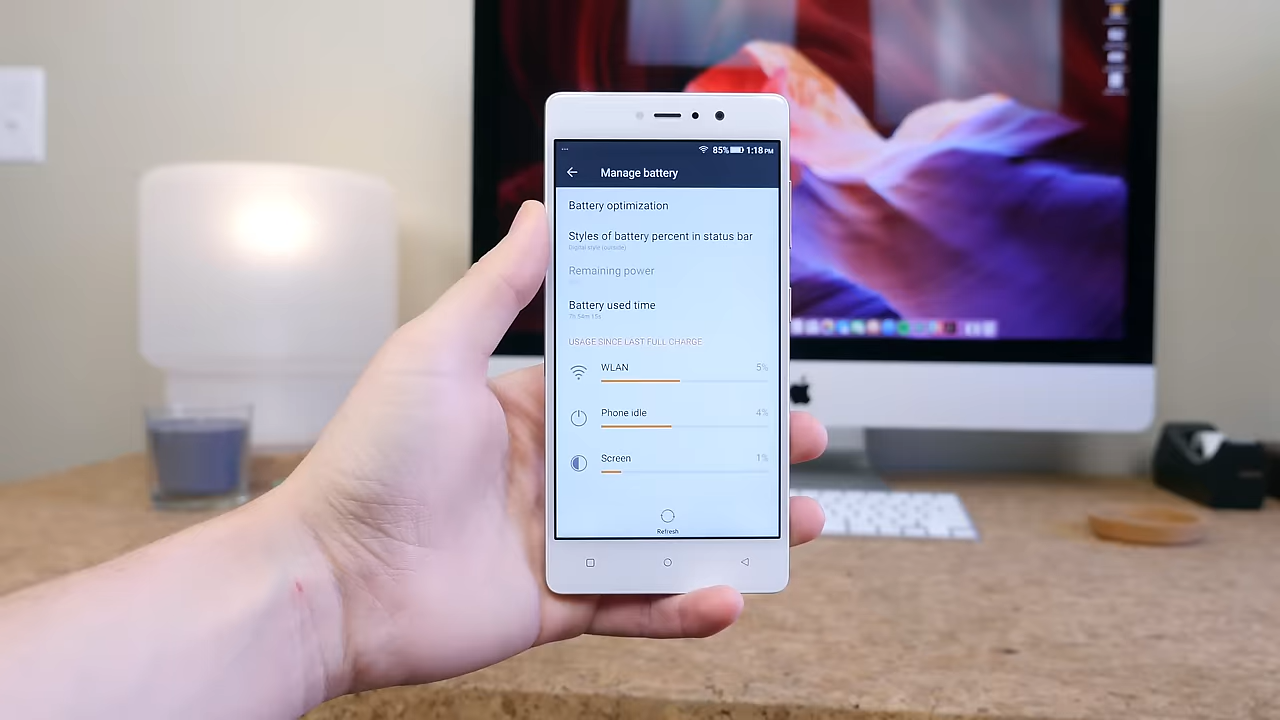 85% 1:18 PM
Manage battery
Battery optimization
Styles of battery percent in status bar
Digital style (outside)
Remaining power
Battery used time
7h 54m 15s
USAGE SINCE LAST FULL CHARGE
WLAN 5%
Phone idle 4%
Screen 1%
Refresh